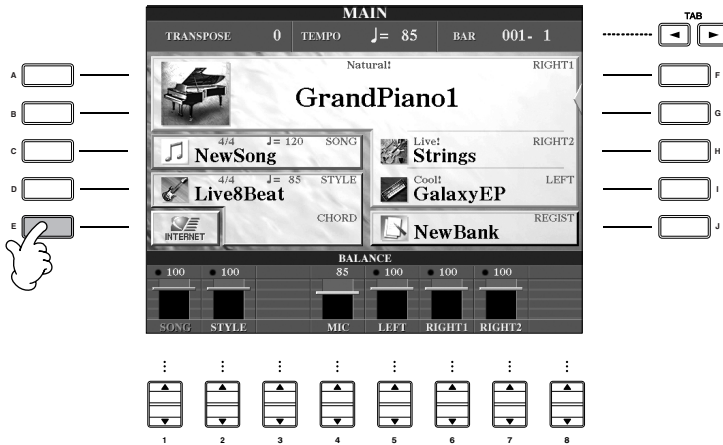 MAIN
TAB
TRANSPOSE 0 TEMPO ♩= 85 BAR 001- 1
Natural! RIGHT1
GrandPiano1
4/4 ♩= 120 SONG
NewSong
Live! RIGHT2
Strings
4/4 ♩= 85 STYLE
Live8Beat
Cool! LEFT
GalaxyEP
INTERNET
CHORD
REGIST
NewBank
A
B
C
D
E
F
G
H
I
J
BALANCE
100 100 85 100 100 100
SONG STYLE MIC LEFT RIGHT1 RIGHT2
1 2 3 4 5 6 7 8